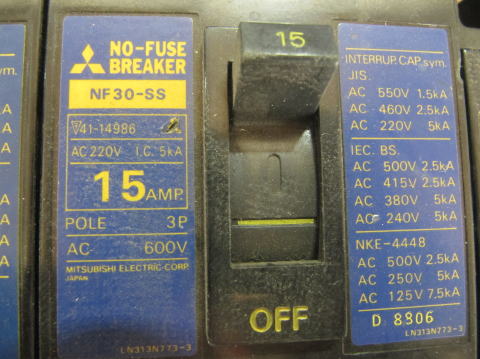 NO-FUSE
BREAKER
NF30-SS
41-14986
AC 220V I.C. 5kA
15 AMP.
POLE 3P
AC 600V
MITSUBISHI ELECTRIC CORP.
JAPAN
LN313N773-3
15
OFF
INTERRUP. CAP. sym.
JIS.
AC 550V 1.5kA
AC 460V 2.5kA
AC 220V 5kA
IEC. BS.
AC 500V 2.5kA
AC 415V 2.5kA
AC 380V 5kA
AC 240V 5kA
NKE-4448
AC 500V 2.5kA
AC 250V 5kA
AC 125V 7.5kA
D 8806
LN313N773-3